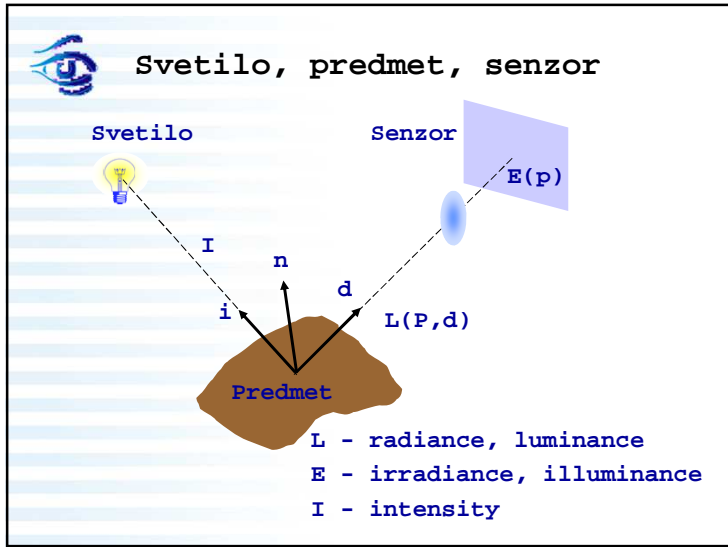 Svetilo, predmet, senzor
Svetilo
Senzor
E(p)
I
n
d
i
L(P,d)
Predmet
L - radiance, luminance
E - irradiance, illuminance
I - intensity